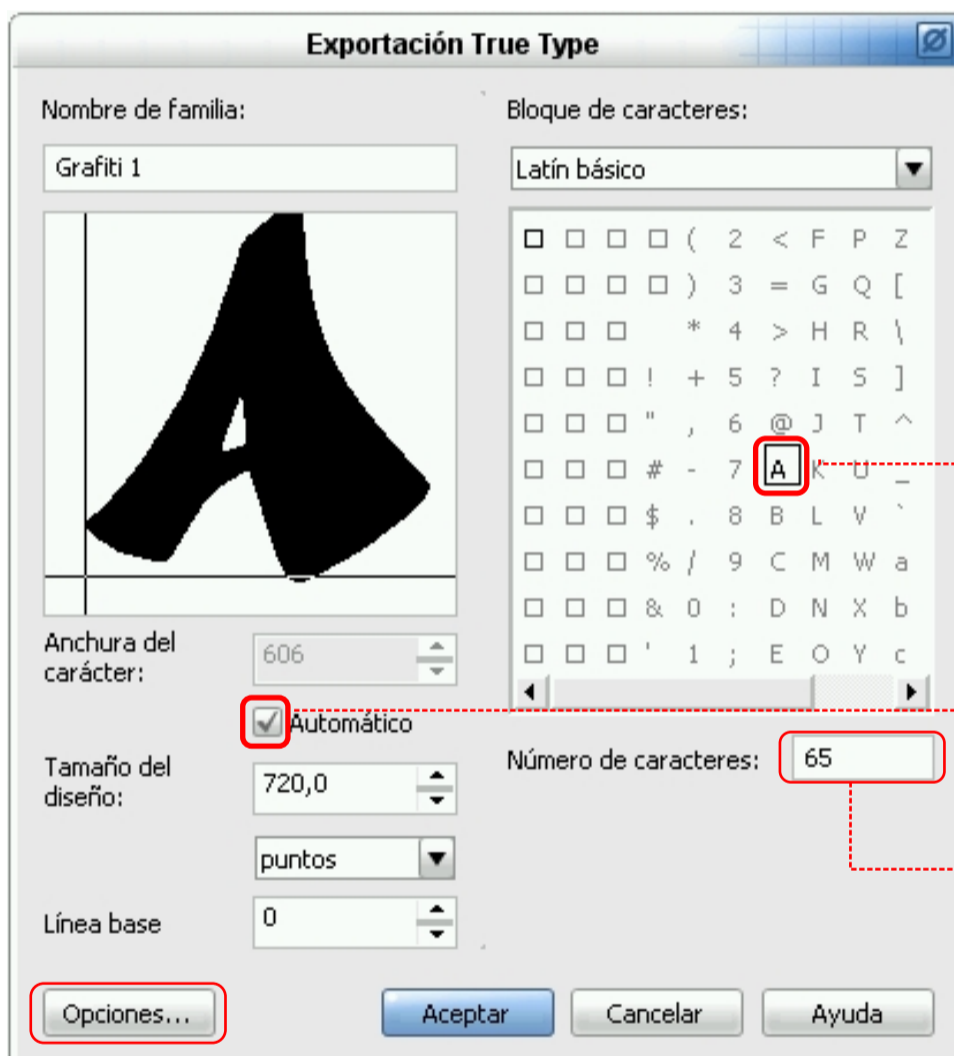 Exportación True Type
Nombre de familia:
Grafiti 1
Bloque de caracteres:
Latín básico
( 2 < F P Z
) 3 = G Q [
* 4 > H R \
! + 5 ? I S ]
" , 6 @ J T ^
# - 7 A K U _
$ . 8 B L V `
% / 9 C M W a
& 0 : D N X b
' 1 ; E O Y c
Anchura del carácter:
606
Automático
Tamaño del diseño:
720,0
puntos
Línea base
0
Número de caracteres:
65
Opciones...
Aceptar
Cancelar
Ayuda